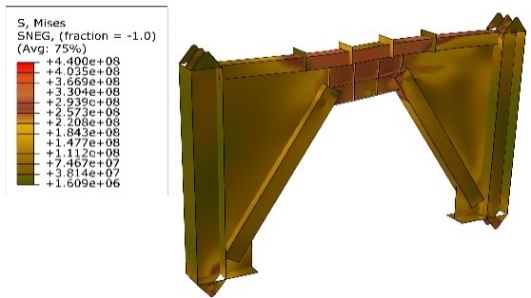 S, Mises
SNEG, (fraction = -1.0)
(Avg: 75%)
+4.400e+08
+4.035e+08
+3.669e+08
+3.304e+08
+2.939e+08
+2.573e+08
+2.208e+08
+1.843e+08
+1.477e+08
+1.112e+08
+7.467e+07
+3.814e+07
+1.609e+06